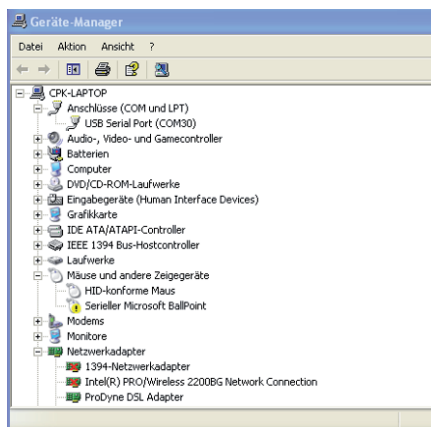 Geräte-Manager
Datei Aktion Ansicht ?
CPK-LAPTOP
Anschlüsse (COM und LPT)
USB Serial Port (COM30)
Audio-, Video- und Gamecontroller
Batterien
Computer
DVD/CD-ROM-Laufwerke
Eingabegeräte (Human Interface Devices)
Grafikkarte
IDE ATA/ATAPI-Controller
IEEE 1394 Bus-Hostcontroller
Laufwerke
Mäuse und andere Zeigegeräte
HID-konforme Maus
Serieller Microsoft BallPoint
Modems
Monitore
Netzwerkadapter
1394-Netzwerkadapter
Intel(R) PRO/Wireless 2200BG Network Connection
ProDyne DSL Adapter